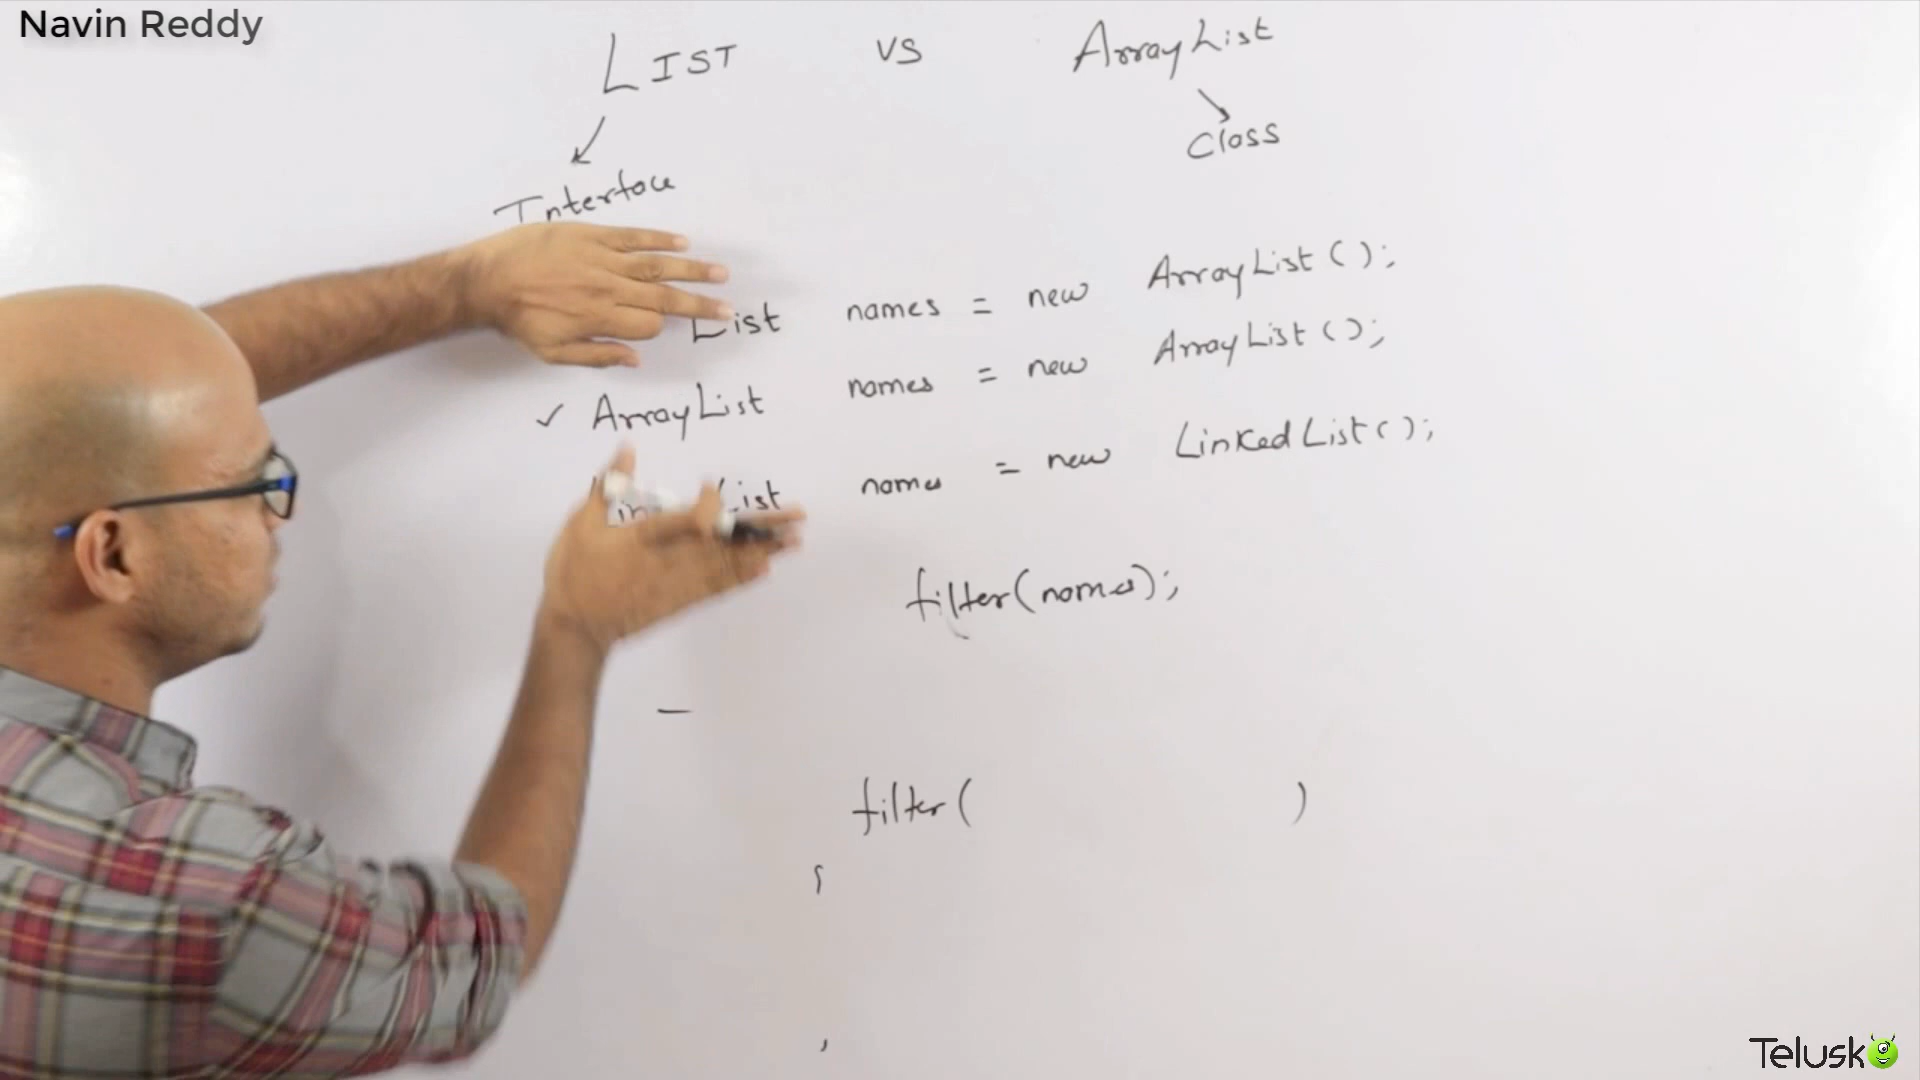 Navin Reddy
LIST vs ArrayList
Class
Interface
List names = new ArrayList();
✓ ArrayList names = new ArrayList();
List names = new LinkedList();
filter(names);
filter( )
Telusko